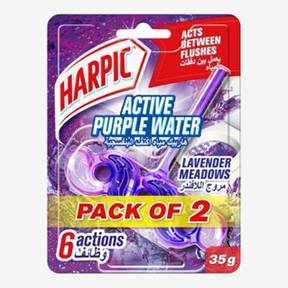 ACTS
BETWEEN
FLUSHES
يعمل بين دفقات
المياه
HARPIC
ACTIVE
PURPLE WATER
LAVENDER
MEADOWS
مروج اللافندر
PACK OF 2
6 actions
وظائف
35g